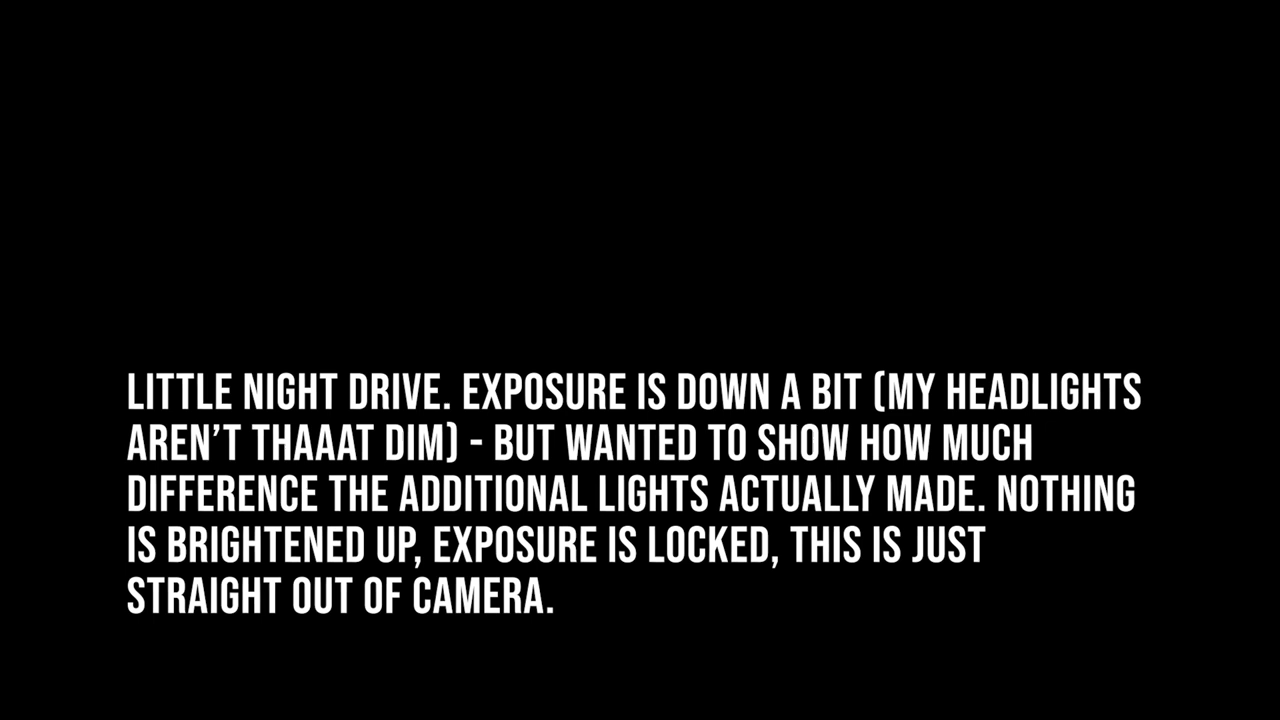 LITTLE NIGHT DRIVE. EXPOSURE IS DOWN A BIT (MY HEADLIGHTS
AREN’T THAAAT DIM) - BUT WANTED TO SHOW HOW MUCH
DIFFERENCE THE ADDITIONAL LIGHTS ACTUALLY MADE. NOTHING
IS BRIGHTENED UP, EXPOSURE IS LOCKED, THIS IS JUST
STRAIGHT OUT OF CAMERA.